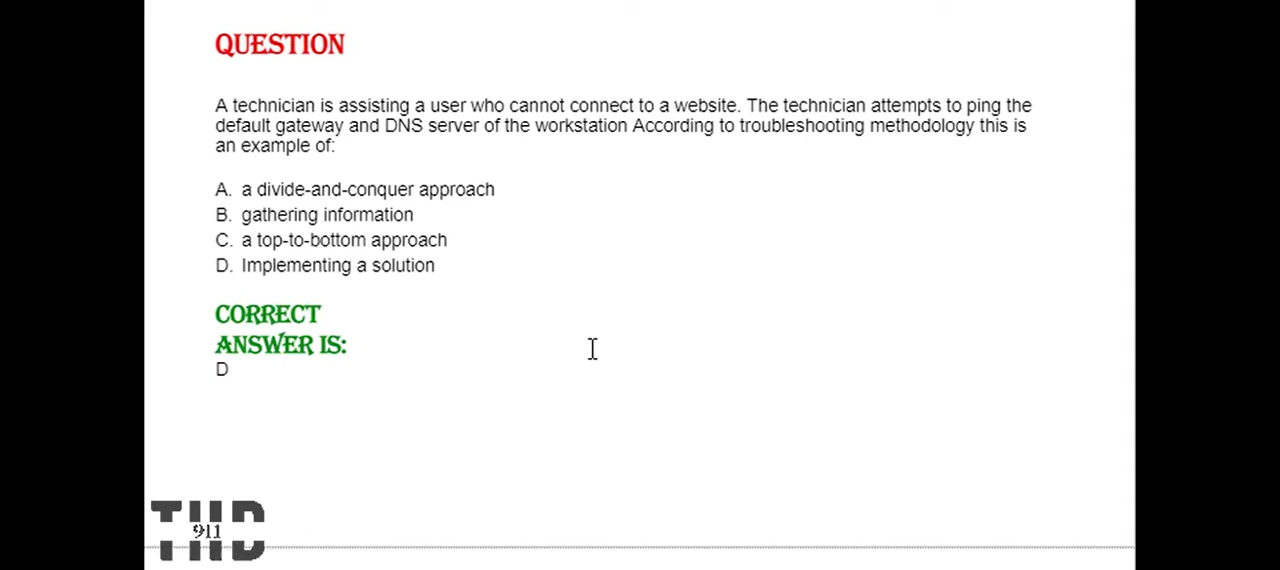 QUESTION
A technician is assisting a user who cannot connect to a website. The technician attempts to ping the
default gateway and DNS server of the workstation According to troubleshooting methodology this is
an example of:
A. a divide-and-conquer approach
B. gathering information
C. a top-to-bottom approach
D. Implementing a solution
CORRECT
ANSWER IS:
D
THD
911